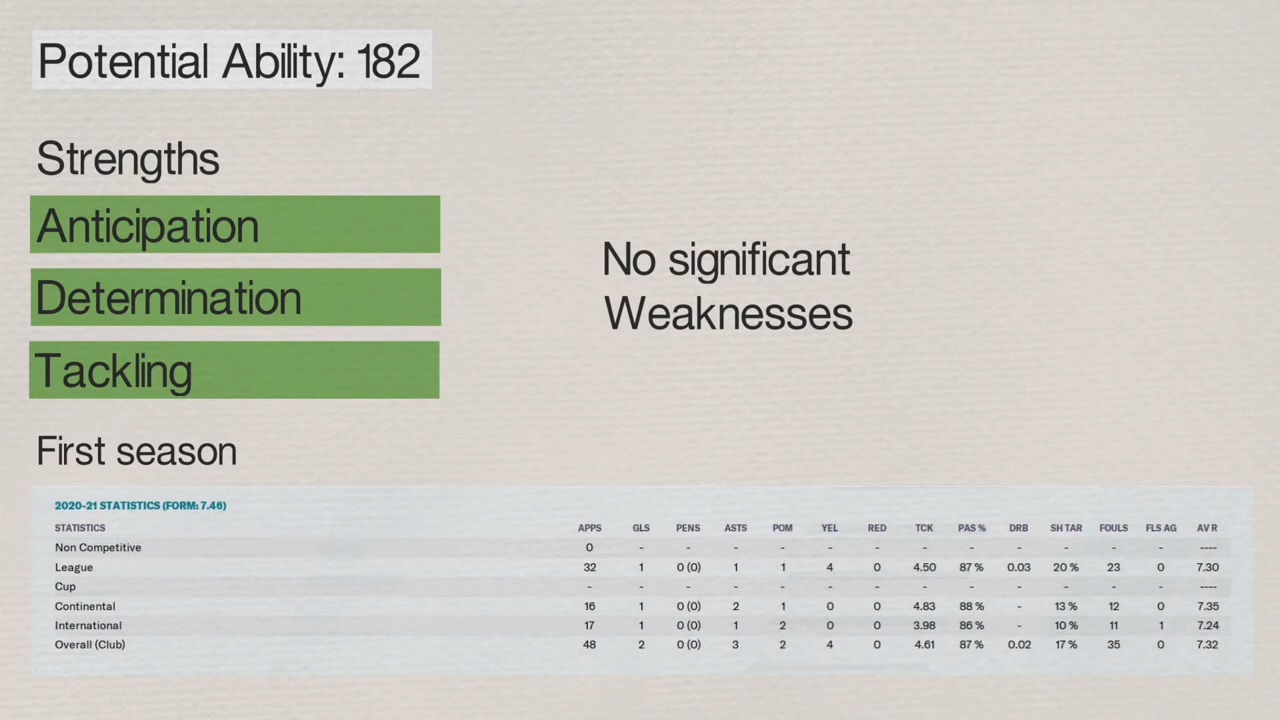 Potential Ability: 182
Strengths
Anticipation
Determination
Tackling
No significant
Weaknesses
First season
2020-21 STATISTICS (FORM: 7.46)
STATISTICS APPS GLS PENS ASTS POM YEL RED TCK PAS % DRB SH TAR FOULS FLS AG AV R
Non Competitive 0 - - - - - - - - - - - - ----
League 32 1 0 (0) 1 1 4 0 4.50 87 % 0.03 20 % 23 0 7.30
Cup - - - - - - - - - - - - - ----
Continental 16 1 0 (0) 2 1 0 0 4.83 88 % - 13 % 12 0 7.35
International 17 1 0 (0) 1 2 0 0 3.98 86 % - 10 % 11 1 7.24
Overall (Club) 48 2 0 (0) 3 2 4 0 4.61 87 % 0.02 17 % 35 0 7.32